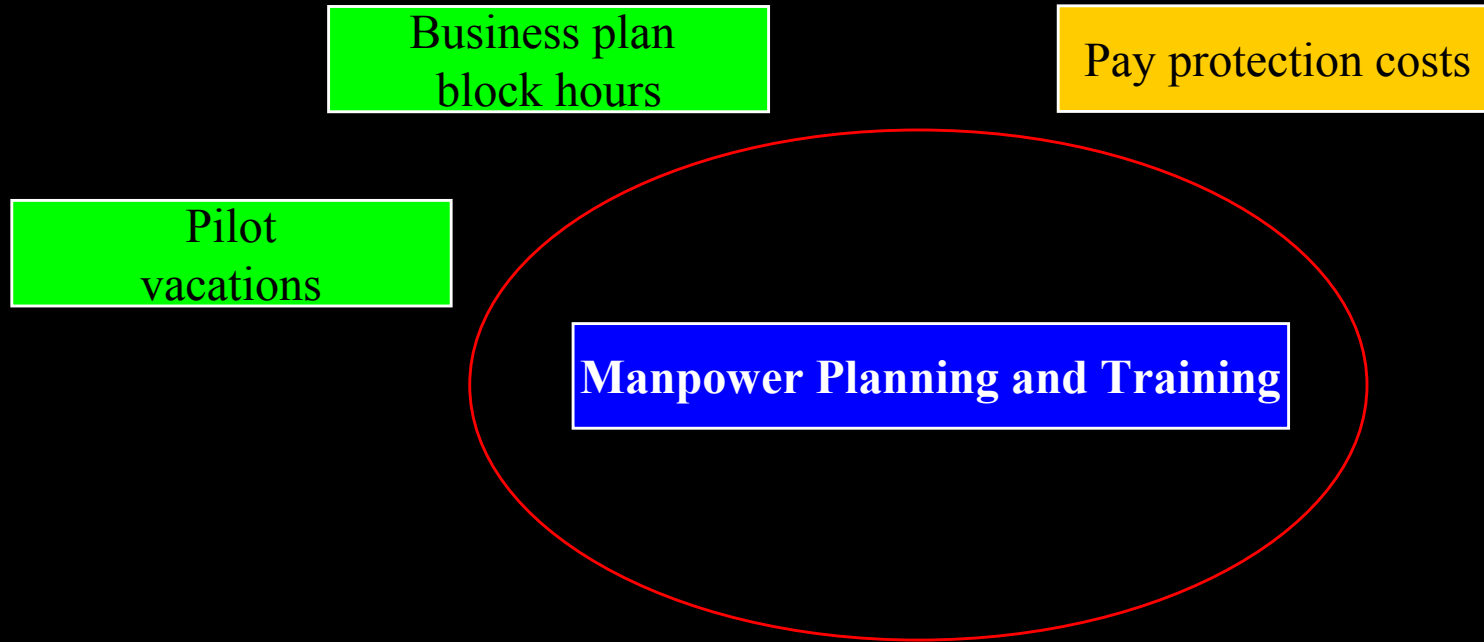 Business plan
block hours
Pay protection costs
Pilot
vacations
Manpower Planning and Training